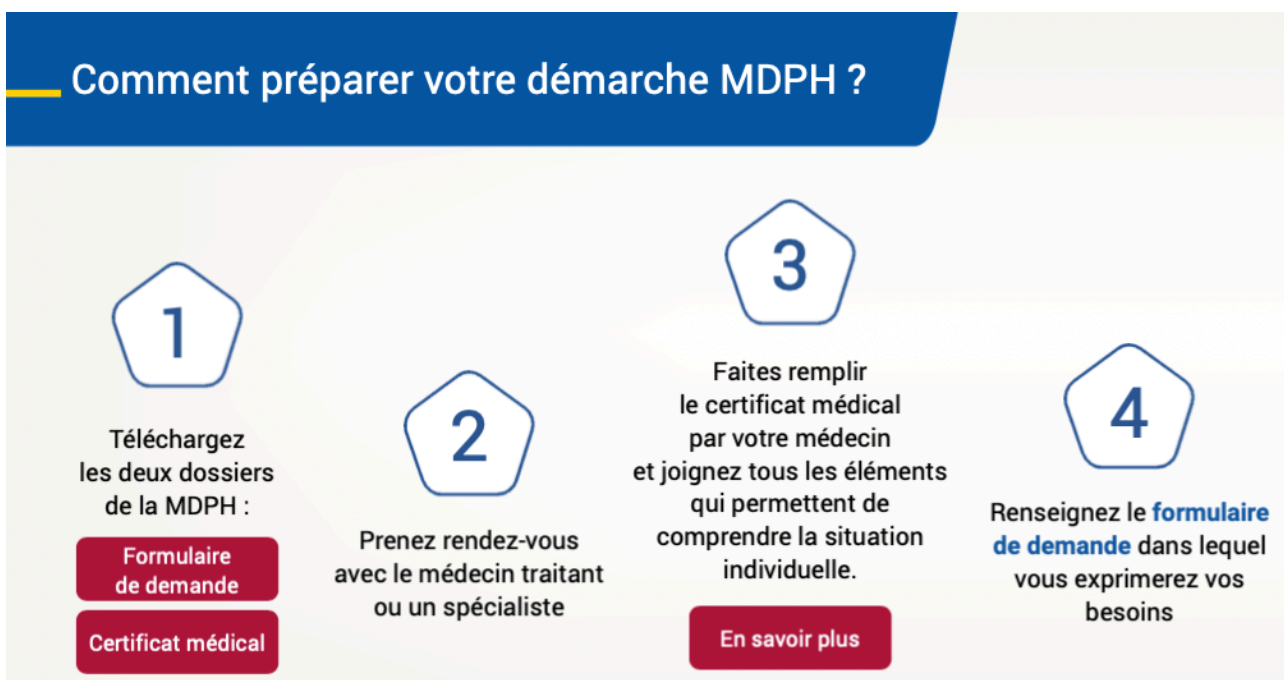 Comment préparer votre démarche MDPH ?
1
Téléchargez
les deux dossiers
de la MDPH :
Formulaire
de demande
Certificat médical
2
Prenez rendez-vous
avec le médecin traitant
ou un spécialiste
3
Faites remplir
le certificat médical
par votre médecin
et joignez tous les éléments
qui permettent de
comprendre la situation
individuelle.
En savoir plus
4
Renseignez le formulaire
de demande dans lequel
vous exprimerez vos
besoins